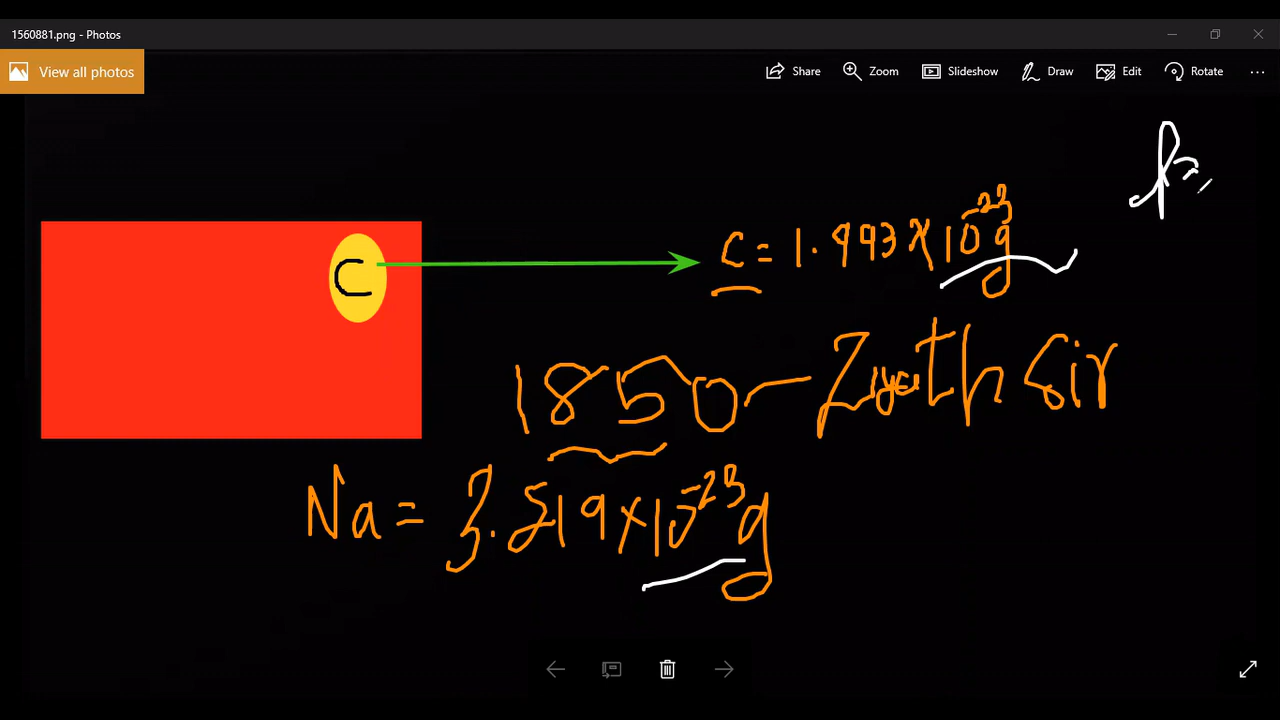 1560881.png - Photos
View all photos
Share
Zoom
Slideshow
Draw
Edit
Rotate
C
C = 1.993 × 10⁻²³ g
1850 - Sir
Na = 3.819 × 10⁻²³ g